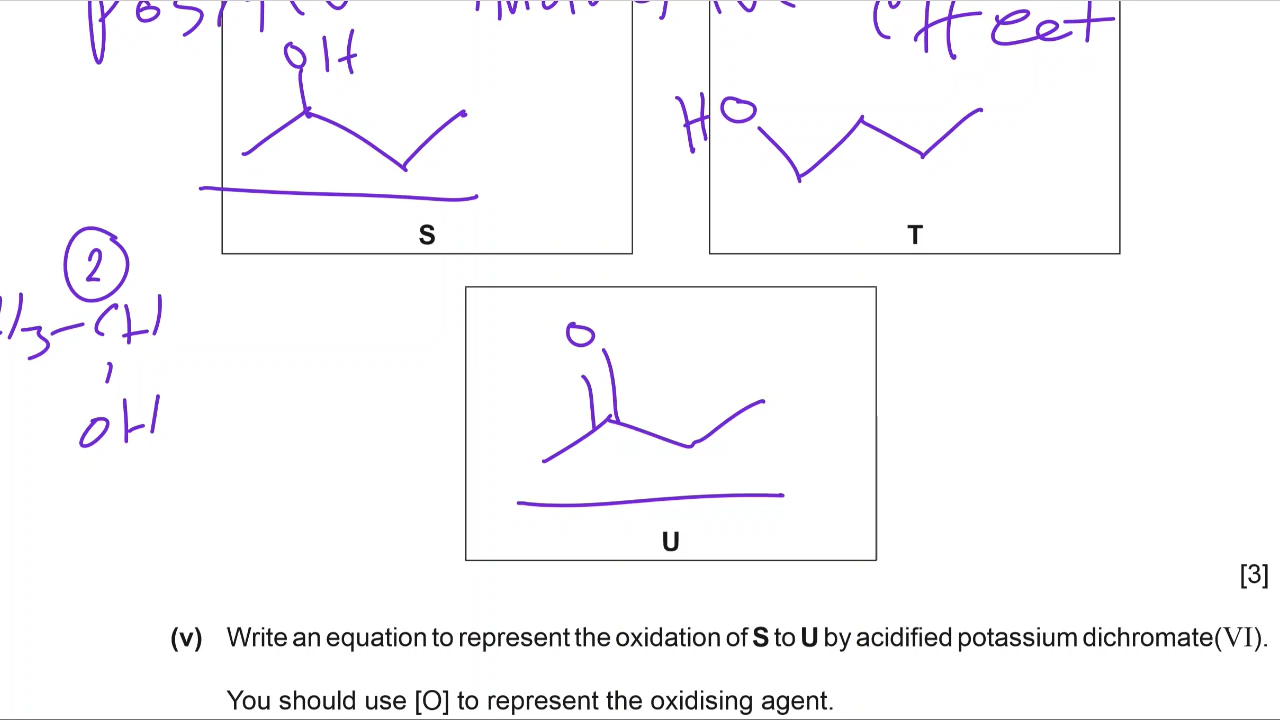 OH
HO
S
T
2
CH
OH
O
U
[3]
(v) Write an equation to represent the oxidation of S to U by acidified potassium dichromate(VI).
You should use [O] to represent the oxidising agent.